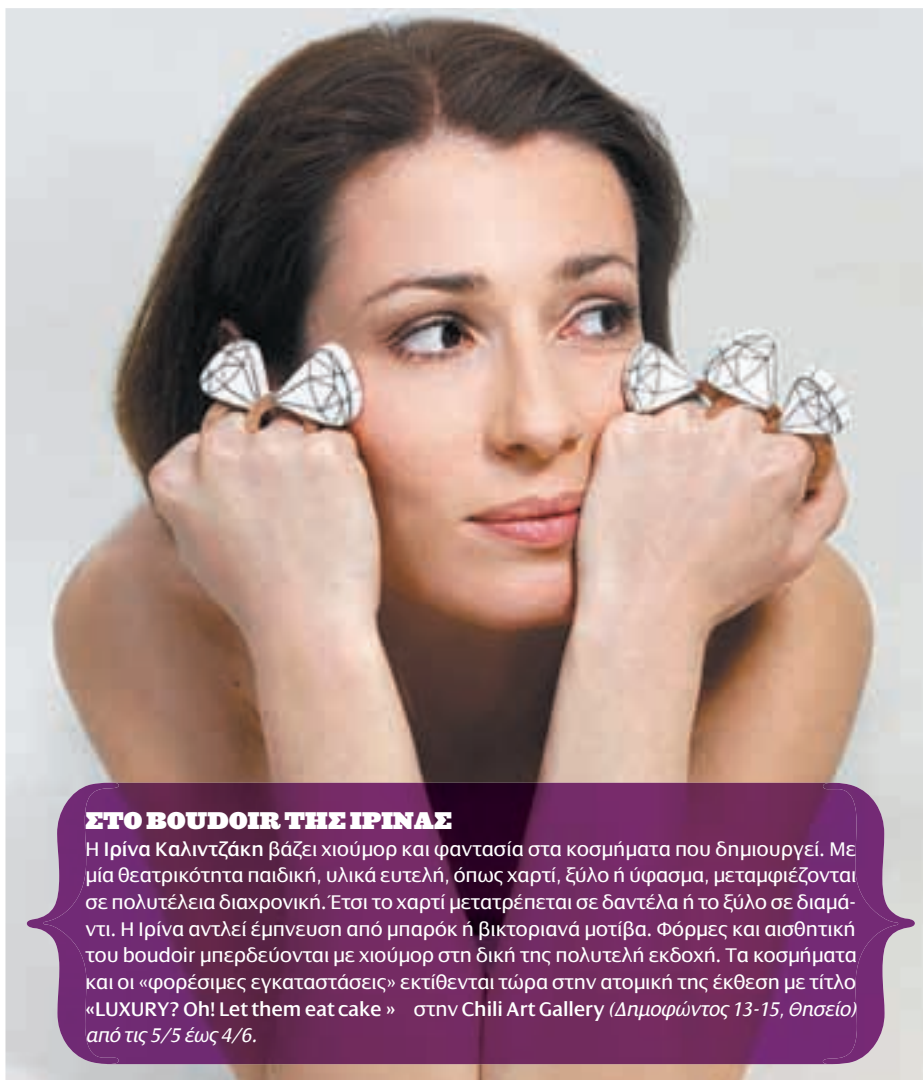 ΣΤΟ BOUDOIR ΤΗΣ ΙΡΙΝΑΣ
Η Ιρίνα Καλιντζάκη βάζει χιούμορ και φαντασία στα κοσμήματα που δημιουργεί. Με
μία θεατρικότητα παιδική, υλικά ευτελή, όπως χαρτί, ξύλο ή ύφασμα, μεταμφιέζονται
σε πολυτέλεια διαχρονική. Έτσι το χαρτί μετατρέπεται σε δαντέλα ή το ξύλο σε διαμά-
ντι. Η Ιρίνα αντλεί έμπνευση από μπαρόκ ή βικτοριανά μοτίβα. Φόρμες και αισθητική
του boudoir μπερδεύονται με χιούμορ στη δική της πολυτελή εκδοχή. Τα κοσμήματα
και οι «φορέσιμες εγκαταστάσεις» εκτίθενται τώρα στην ατομική της έκθεση με τίτλο
«LUXURY? Oh! Let them eat cake » στην Chili Art Gallery (Δημοφώντος 13-15, Θησείο)
από τις 5/5 έως 4/6.